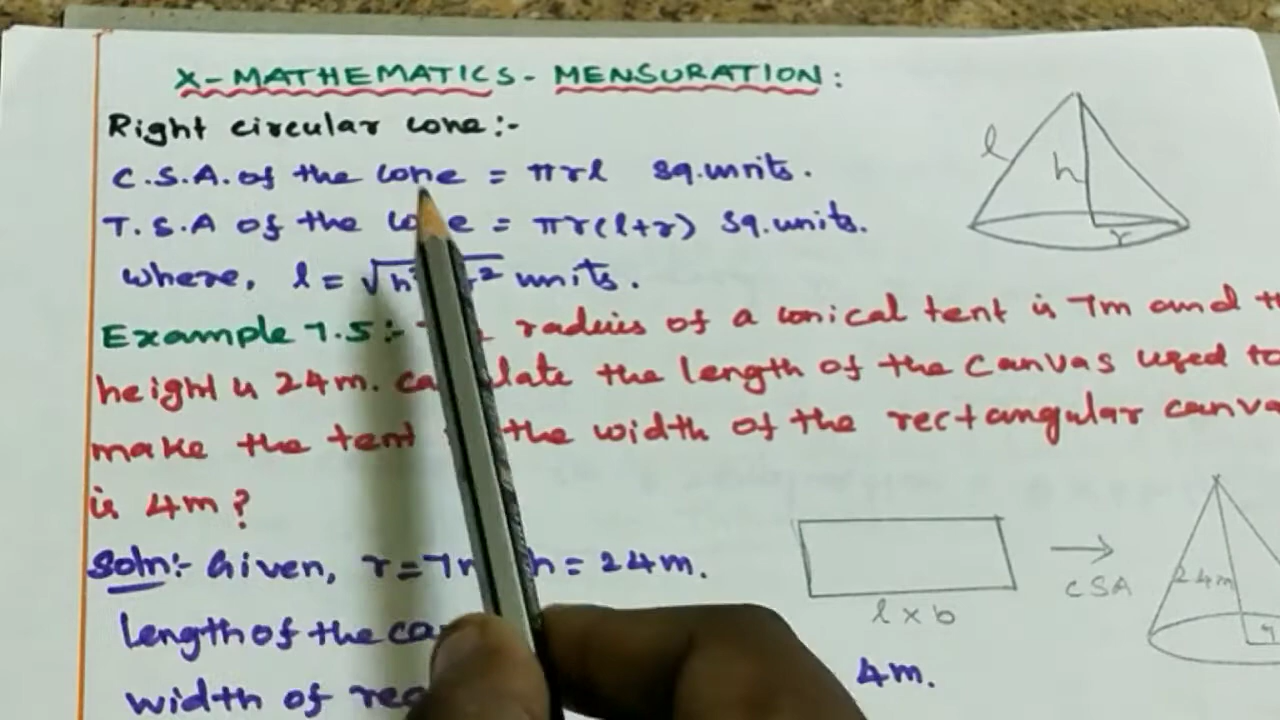 X-MATHEMATICS- MENSURATION:
Right circular cone:-
C.S.A. of the cone = πrl sq.units.
T.S.A of the = πr(l+r) sq.units.
where, l = units.
Example 7.5:- radius of a conical tent is 7m and
height is 24m. the length of the canvas used to
make the tent the width of the rectangular
is 4m?
Soln:- Given, r=7 h=24m.
length of the
width of
4m.
l
h
r
l x b
CSA
24m